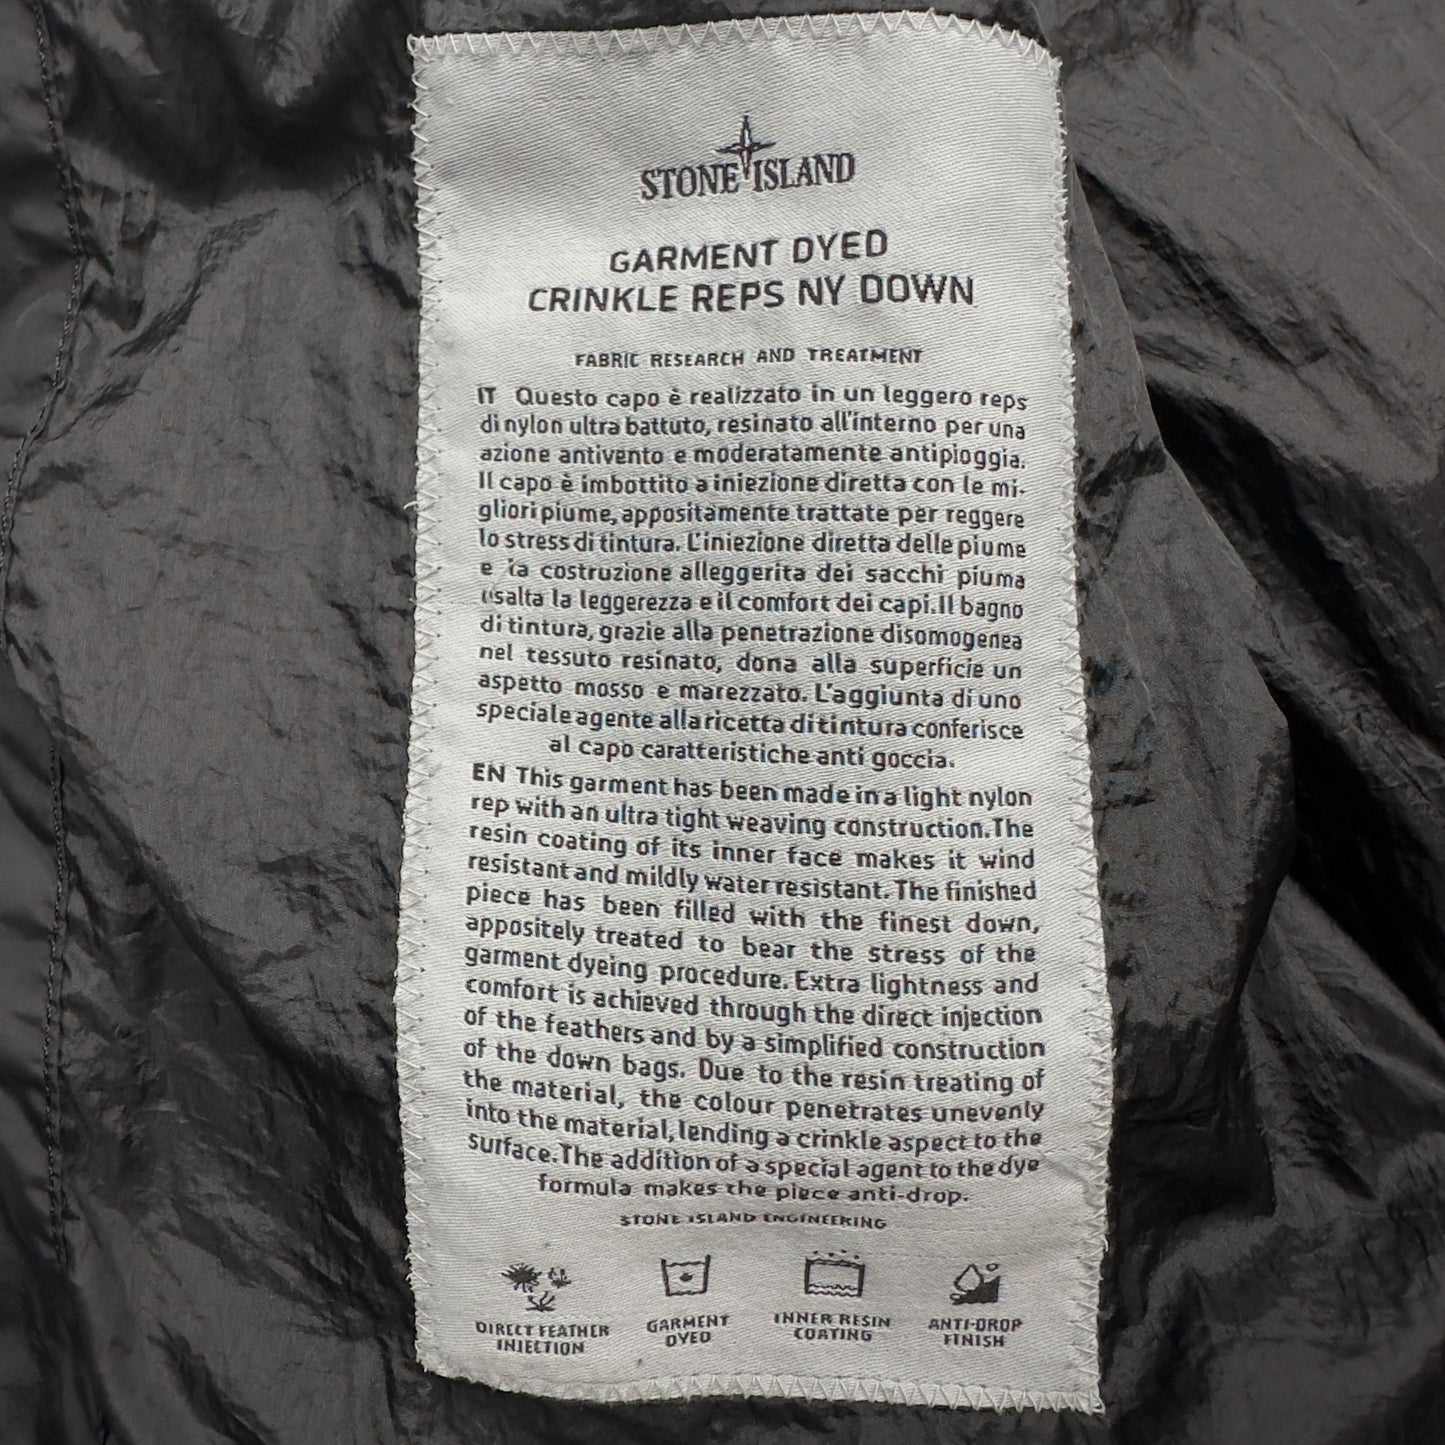 STONE ISLAND
GARMENT DYED
CRINKLE REPS NY DOWN
FABRIC RESEARCH AND TREATMENT
IT Questo capo è realizzato in un leggero reps
di nylon ultra battuto, resinato all'interno per una
azione antivento e moderatamente antipioggia.
Il capo è imbottito a iniezione diretta con le mi-
gliori piume, appositamente trattate per reggere
lo stress di tintura. L'iniezione diretta delle piume
e la costruzione alleggerita dei sacchi piuma
esalta la leggerezza e il comfort dei capi. Il bagno
di tintura, grazie alla penetrazione disomogenea
nel tessuto resinato, dona alla superficie un
aspetto mosso e marezzato. L'aggiunta di uno
speciale agente alla ricetta di tintura conferisce
al capo caratteristiche anti goccia.
EN This garment has been made in a light nylon
rep with an ultra tight weaving construction. The
resin coating of its inner face makes it wind
resistant and mildly water resistant. The finished
piece has been filled with the finest down,
appositely treated to bear the stress of the
garment dyeing procedure. Extra lightness and
comfort is achieved through the direct injection
of the feathers and by a simplified construction
of the down bags. Due to the resin treating of
the material, the colour penetrates unevenly
into the material, lending a crinkle aspect to the
surface. The addition of a special agent to the dye
formula makes the piece anti-drop.
STONE ISLAND ENGINEERING
DIRECT FEATHER
INJECTION
GARMENT
DYED
INNER RESIN
COATING
ANTI-DROP
FINISH